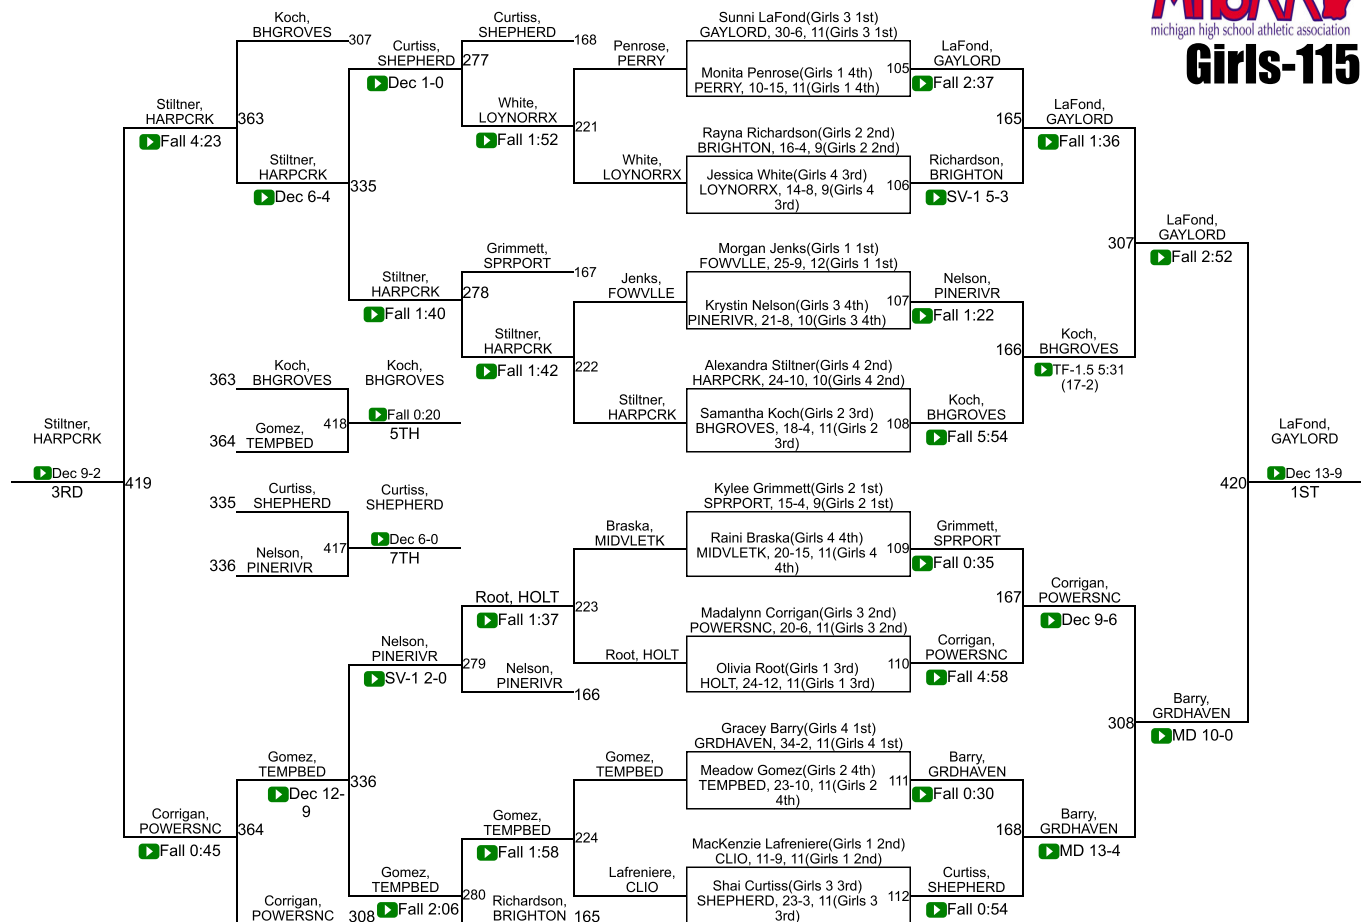 MHSAA
michigan high school athletic association
Girls-115
Koch,
BHGROVES
307
Curtiss,
SHEPHERD
Dec 1-0
277
Curtiss,
SHEPHERD
168
White,
LOYNORRX
Fall 1:52
221
Penrose,
PERRY
White,
LOYNORRX
Stiltner,
HARPCRK
Fall 4:23
363
Stiltner,
HARPCRK
Dec 6-4
335
Stiltner,
HARPCRK
Fall 1:40
278
Grimmett,
SPRPORT
167
Stiltner,
HARPCRK
Fall 1:42
222
Jenks,
FOWVLLE
Stiltner,
HARPCRK
Sunni LaFond(Girls 3 1st)
GAYLORD, 30-6, 11(Girls 3 1st)
Monita Penrose(Girls 1 4th)
PERRY, 10-15, 11(Girls 1 4th)
105
LaFond,
GAYLORD
Fall 2:37
Rayna Richardson(Girls 2 2nd)
BRIGHTON, 16-4, 9(Girls 2 2nd)
Jessica White(Girls 4 3rd)
LOYNORRX, 14-8, 9(Girls 4
3rd)
106
Richardson,
BRIGHTON
SV-1 5-3
165
LaFond,
GAYLORD
Fall 1:36
Morgan Jenks(Girls 1 1st)
FOWVLLE, 25-9, 12(Girls 1 1st)
Krystin Nelson(Girls 3 4th)
PINERIVR, 21-8, 10(Girls 3 4th)
107
Nelson,
PINERIVR
Fall 1:22
Alexandra Stiltner(Girls 4 2nd)
HARPCRK, 24-10, 10(Girls 4 2nd)
Samantha Koch(Girls 2 3rd)
BHGROVES, 18-4, 11(Girls 2
3rd)
108
Koch,
BHGROVES
Fall 5:54
166
Koch,
BHGROVES
TF-1.5 5:31
(17-2)
307
LaFond,
GAYLORD
Fall 2:52
363
Koch,
BHGROVES
364
Gomez,
TEMPBED
418
Koch,
BHGROVES
Fall 0:20
5TH
Stiltner,
HARPCRK
Dec 9-2
3RD
419
335
Curtiss,
SHEPHERD
336
Nelson,
PINERIVR
417
Curtiss,
SHEPHERD
Dec 6-0
7TH
420
LaFond,
GAYLORD
Dec 13-9
1ST
Kylee Grimmett(Girls 2 1st)
SPRPORT, 15-4, 9(Girls 2 1st)
Raini Braska(Girls 4 4th)
MIDVLETK, 20-15, 11(Girls 4
4th)
109
Grimmett,
SPRPORT
Fall 0:35
Madalynn Corrigan(Girls 3 2nd)
POWERSNC, 20-6, 11(Girls 3 2nd)
Olivia Root(Girls 1 3rd)
HOLT, 24-12, 11(Girls 1 3rd)
110
Corrigan,
POWERSNC
Fall 4:58
167
Corrigan,
POWERSNC
Dec 9-6
Braska,
MIDVLETK
Root, HOLT
223
Root, HOLT
Fall 1:37
Nelson,
PINERIVR
166
279
Nelson,
PINERIVR
SV-1 2-0
Gracey Barry(Girls 4 1st)
GRDHAVEN, 34-2, 11(Girls 4 1st)
Meadow Gomez(Girls 2 4th)
TEMPBED, 23-10, 11(Girls 2
4th)
111
Barry,
GRDHAVEN
Fall 0:30
MacKenzie Lafreniere(Girls 1 2nd)
CLIO, 11-9, 11(Girls 1 2nd)
Shai Curtiss(Girls 3 3rd)
SHEPHERD, 23-3, 11(Girls 3
3rd)
112
Curtiss,
SHEPHERD
Fall 0:54
168
Barry,
GRDHAVEN
MD 13-4
308
Barry,
GRDHAVEN
MD 10-0
Gomez,
TEMPBED
Lafreniere,
CLIO
224
Gomez,
TEMPBED
Fall 1:58
Richardson,
BRIGHTON
165
280
Gomez,
TEMPBED
Fall 2:06
336
Gomez,
TEMPBED
Dec 12-
9
Corrigan,
POWERSNC
308
364
Corrigan,
POWERSNC
Fall 0:45